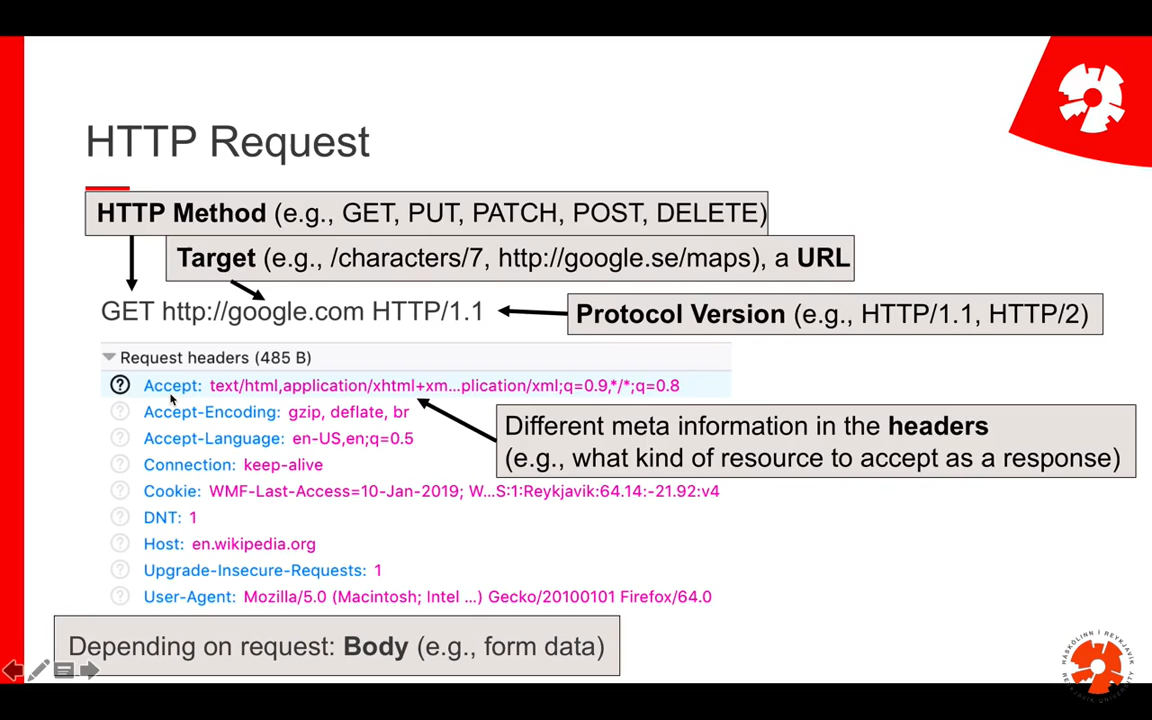 HTTP Request
HTTP Method (e.g., GET, PUT, PATCH, POST, DELETE)
Target (e.g., /characters/7, http://google.se/maps), a URL
GET http://google.com HTTP/1.1
Protocol Version (e.g., HTTP/1.1, HTTP/2)
Request headers (485 B)
Accept: text/html,application/xhtml+xm...plication/xml;q=0.9,*/*;q=0.8
Accept-Encoding: gzip, deflate, br
Different meta information in the headers
Accept-Language: en-US,en;q=0.5
(e.g., what kind of resource to accept as a response)
Connection: keep-alive
Cookie: WMF-Last-Access=10-Jan-2019; W...S:1:Reykjavik:64.14:-21.92:v4
DNT: 1
Host: en.wikipedia.org
Upgrade-Insecure-Requests: 1
User-Agent: Mozilla/5.0 (Macintosh; Intel ...) Gecko/20100101 Firefox/64.0
Depending on request: Body (e.g., form data)
HÁSKÓLINN Í REYKJAVÍK
REYKJAVIK UNIVERSITY